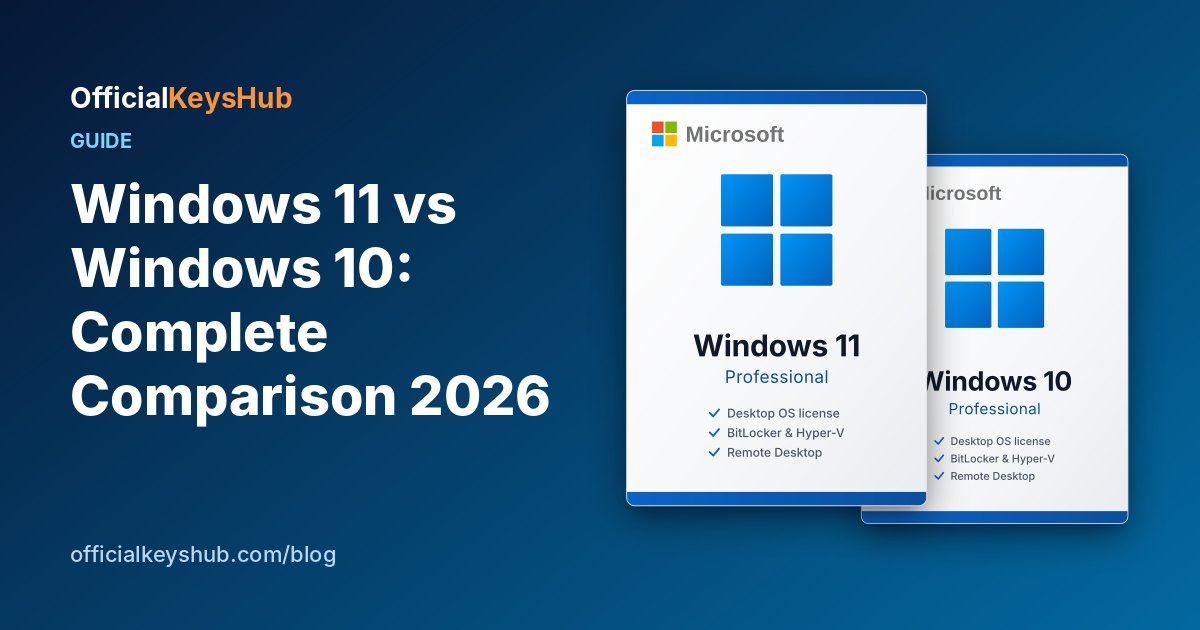 OfficialKeysHub
GUIDE
Windows 11 vs
Windows 10:
Complete
Comparison 2026
officialkeyshub.com/blog
Microsoft
Windows 11
Professional
Desktop OS license
BitLocker & Hyper-V
Remote Desktop
icrosoft
Windows 10
Professional
Desktop OS license
BitLocker & Hyper-V
Remote Desktop